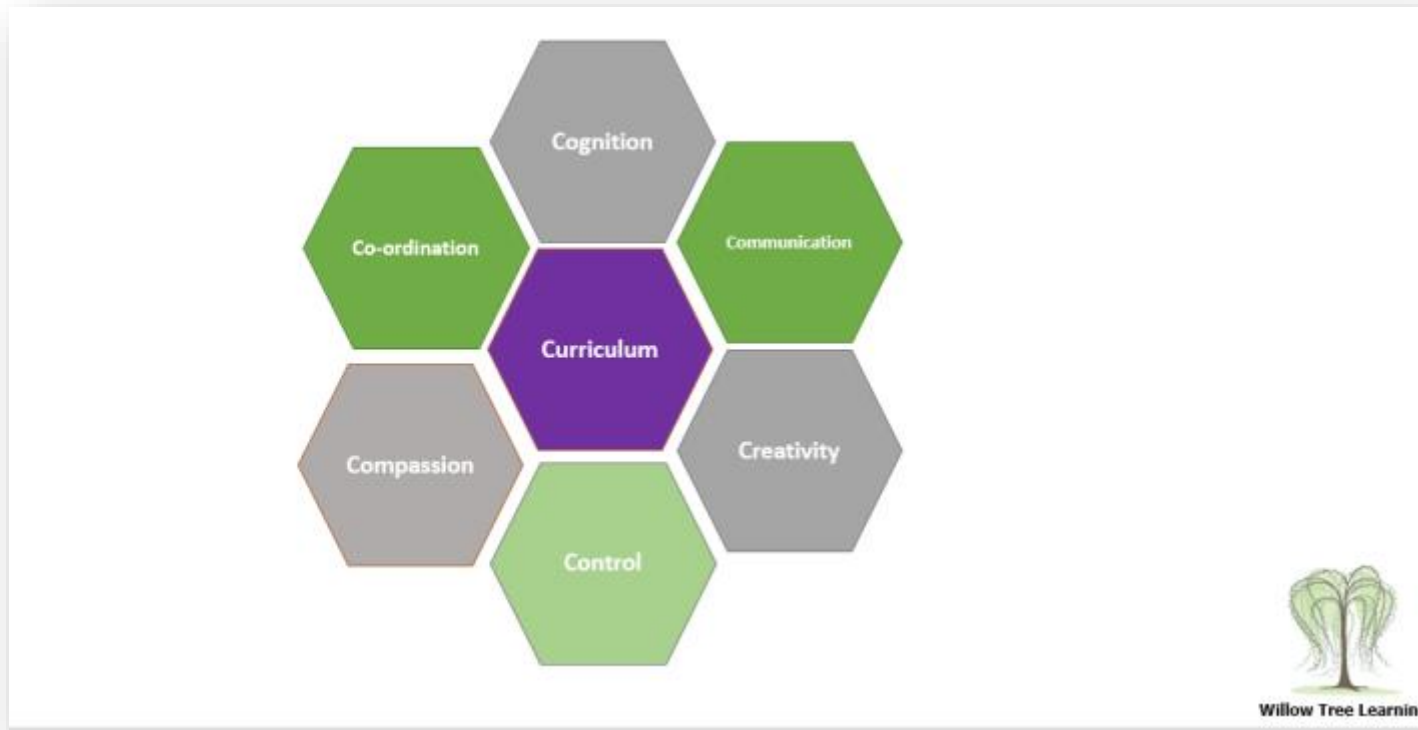 Cognition
Co-ordination
Communication
Curriculum
Compassion
Creativity
Control
Willow Tree Learnin